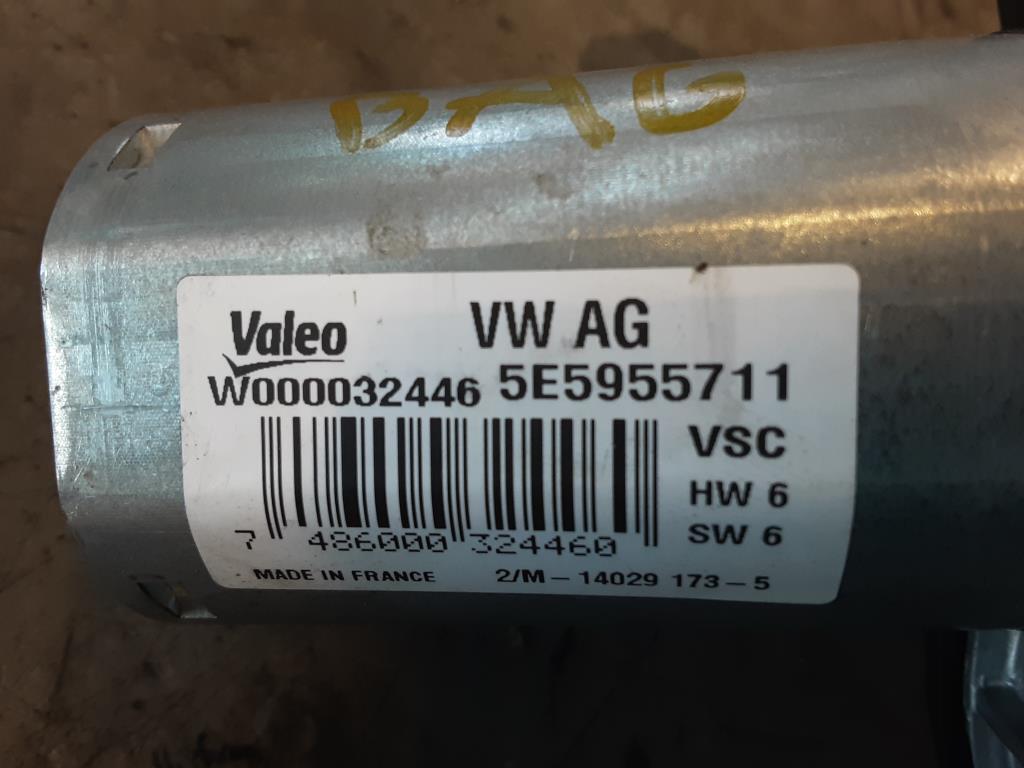 BAG
Valeo VW AG
W000032446 5E5955711
VSC
HW 6
SW 6
7 486000 324460
MADE IN FRANCE 2/M-14029 173-5